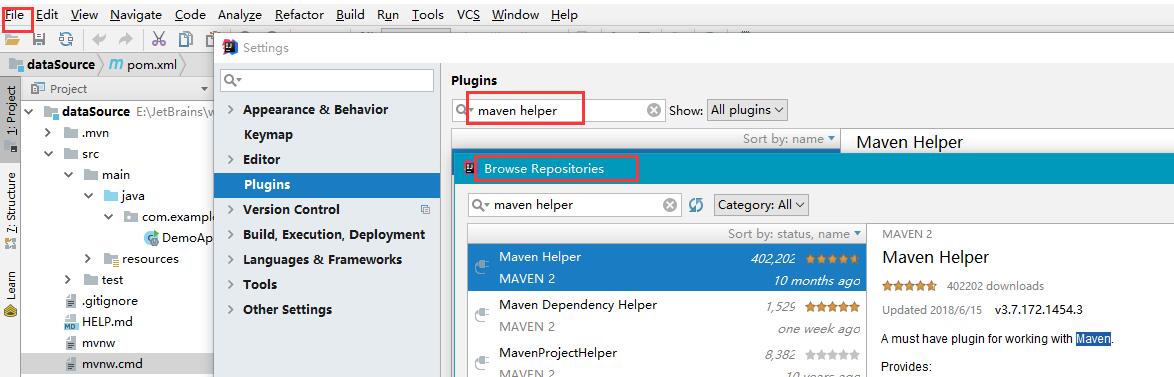 File Edit View Navigate Code Analyze Refactor Build Run Tools VCS Window Help
Settings
dataSource pom.xml
1: Project
Project
dataSource E:\JetBrains\w
.mvn
src
main
java
com.example
DemoAp
resources
test
.gitignore
HELP.md
mvnw
mvnw.cmd
7: Structure
Learn
Appearance & Behavior
Keymap
Editor
Plugins
Version Control
Build, Execution, Deployment
Languages & Frameworks
Tools
Other Settings
Plugins
maven helper Show: All plugins
Sort by: name
Maven Helper
Browse Repositories
maven helper Category: All
Sort by: status, name
Maven Helper 402,202
MAVEN 2 10 months ago
Maven Dependency Helper 1,529
MAVEN 2 one week ago
MavenProjectHelper 8,382
MAVEN 2 10 years ago
MAVEN 2
Maven Helper
402202 downloads
Updated 2018/6/15 v3.7.172.1454.3
A must have plugin for working with Maven.
Provides: